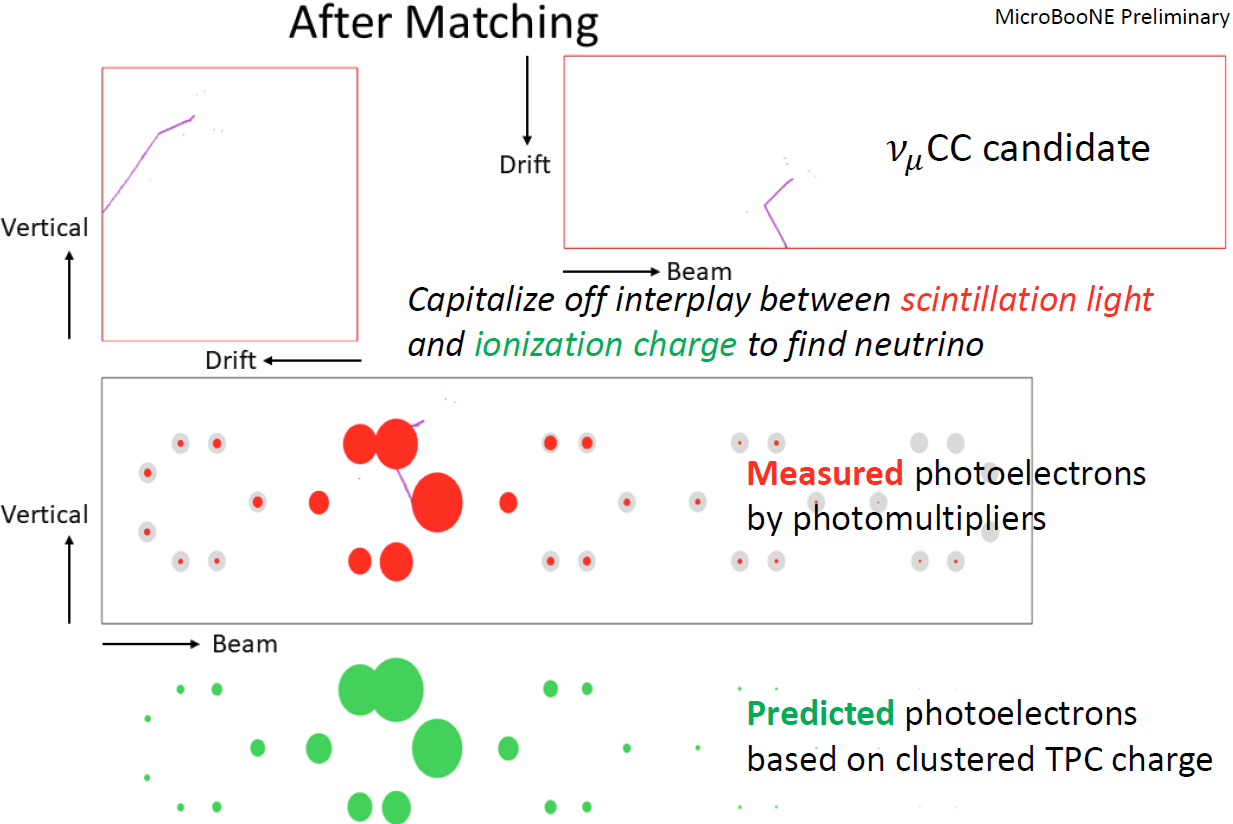 After Matching
MicroBooNE Preliminary
Drift
νμCC candidate
Vertical
Beam
Capitalize off interplay between scintillation light
and ionization charge to find neutrino
Drift
Measured photoelectrons
by photomultipliers
Vertical
Beam
Predicted photoelectrons
based on clustered TPC charge